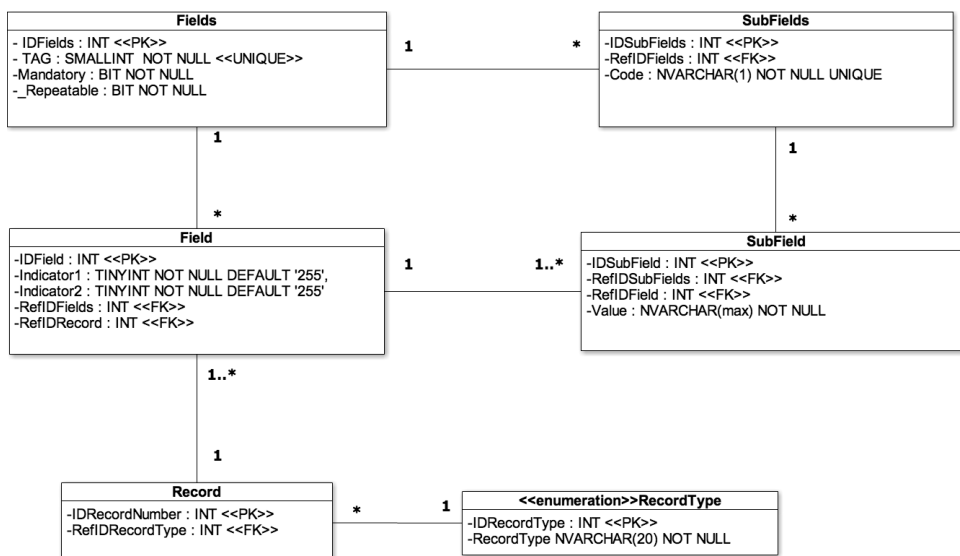 Fields
- IDFields : INT <<PK>>
- TAG : SMALLINT NOT NULL <<UNIQUE>>
-Mandatory : BIT NOT NULL
-_Repeatable : BIT NOT NULL
1
*
SubFields
-IDSubFields : INT <<PK>>
-RefIDFields : INT <<FK>>
-Code : NVARCHAR(1) NOT NULL UNIQUE
1
*
1
*
Field
-IDField : INT <<PK>>
-Indicator1 : TINYINT NOT NULL DEFAULT '255',
-Indicator2 : TINYINT NOT NULL DEFAULT '255'
-RefIDFields : INT <<FK>>
-RefIDRecord : INT <<FK>>
1
1..*
SubField
-IDSubField : INT <<PK>>
-RefIDSubFields : INT <<FK>>
-RefIDField : INT <<FK>>
-Value : NVARCHAR(max) NOT NULL
1..*
1
Record
-IDRecordNumber : INT <<PK>>
-RefIDRecordType : INT <<FK>>
*
1
<<enumeration>>RecordType
-IDRecordType : INT <<PK>>
-RecordType NVARCHAR(20) NOT NULL